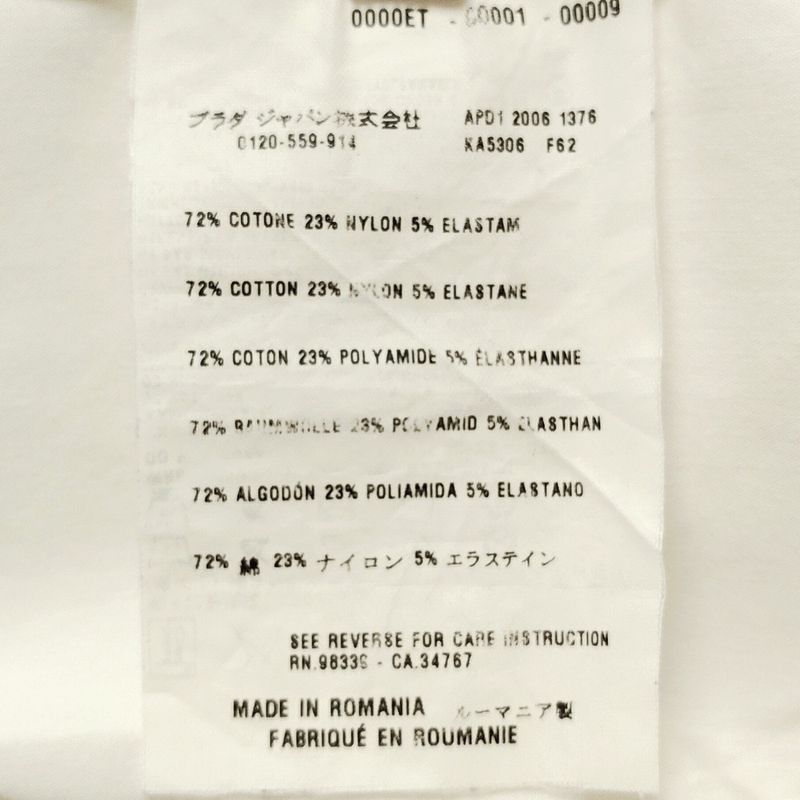 0000ET - 00001 - 00009
プラダ ジャパン株式会社 APD1 2006 1376
0120-559-914 KA5306 F62
72% COTONE 23% NYLON 5% ELASTAM
72% COTTON 23% NYLON 5% ELASTANE
72% COTON 23% POLYAMIDE 5% ÉLASTHANNE
72% BAUMWOLLE 23% POLYAMID 5% ELASTHAN
72% ALGODÓN 23% POLIAMIDA 5% ELASTANO
72% 綿 23% ナイロン 5% エラステイン
SEE REVERSE FOR CARE INSTRUCTION
RN.98339 - CA.34767
MADE IN ROMANIA ルーマニア製
FABRIQUÉ EN ROUMANIE